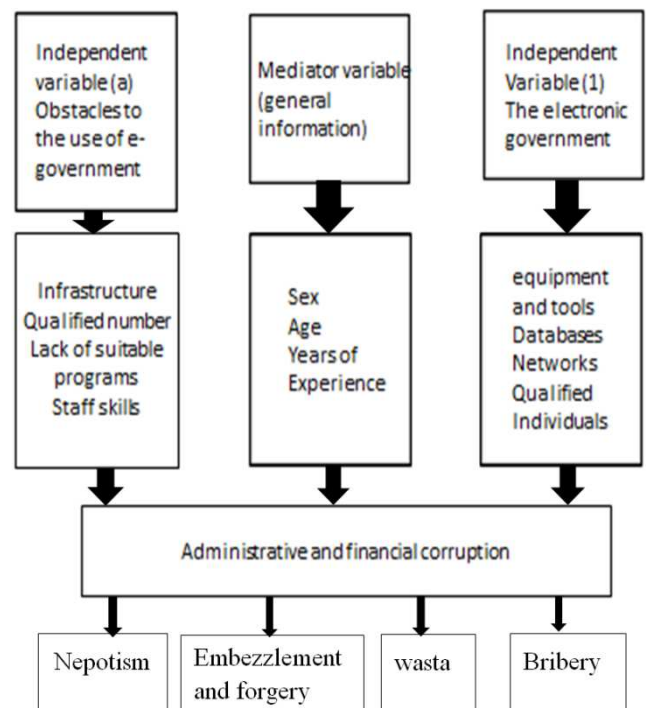 Independent
variable (a)
Obstacles to
the use of e-
government
Mediator variable
(general
information)
Independent
Variable (1)
The electronic
government
Infrastructure
Qualified number
Lack of suitable
programs
Staff skills
Sex
Age
Years of
Experience
equipment
and tools
Databases
Networks
Qualified
Individuals
Administrative and financial corruption
Nepotism
Embezzlement
and forgery
wasta
Bribery